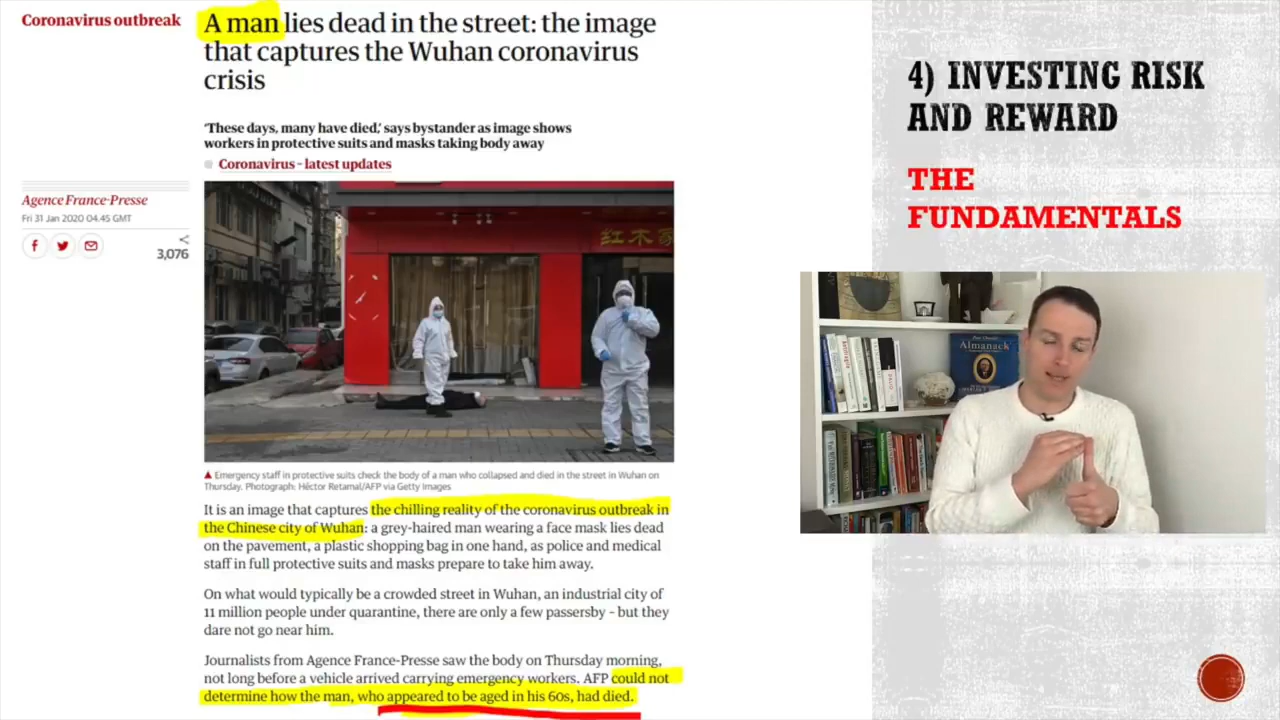 Coronavirus outbreak
A man lies dead in the street: the image
that captures the Wuhan coronavirus
crisis
'These days, many have died,' says bystander as image shows
workers in protective suits and masks taking body away
Coronavirus - latest updates
Agence France-Presse
Fri 31 Jan 2020 04.45 GMT
3,076
红木家
Emergency staff in protective suits check the body of a man who collapsed and died in the street in Wuhan on
Thursday. Photograph: Héctor Retamal/AFP via Getty Images
It is an image that captures the chilling reality of the coronavirus outbreak in
the Chinese city of Wuhan: a grey-haired man wearing a face mask lies dead
on the pavement, a plastic shopping bag in one hand, as police and medical
staff in full protective suits and masks prepare to take him away.
On what would typically be a crowded street in Wuhan, an industrial city of
11 million people under quarantine, there are only a few passersby - but they
dare not go near him.
Journalists from Agence France-Presse saw the body on Thursday morning,
not long before a vehicle arrived carrying emergency workers. AFP could not
determine how the man, who appeared to be aged in his 60s, had died.
4) INVESTING RISK
AND REWARD
THE
FUNDAMENTALS
Almanack